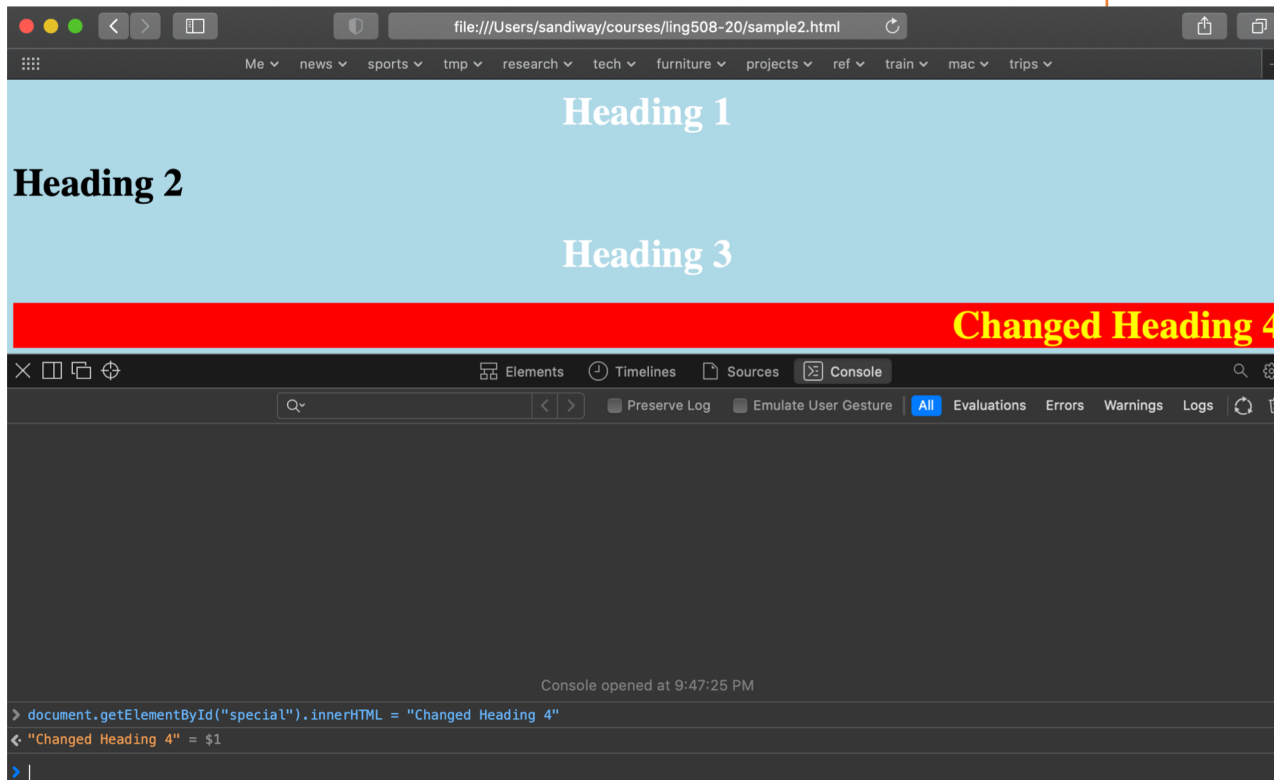 file:///Users/sandiway/courses/ling508-20/sample2.html
Me news sports tmp research tech furniture projects ref train mac trips
Heading 1
Heading 2
Heading 3
Changed Heading 4
Elements Timelines Sources Console
Preserve Log Emulate User Gesture All Evaluations Errors Warnings Logs
Console opened at 9:47:25 PM
> document.getElementById("special").innerHTML = "Changed Heading 4"
"Changed Heading 4" = $1
>